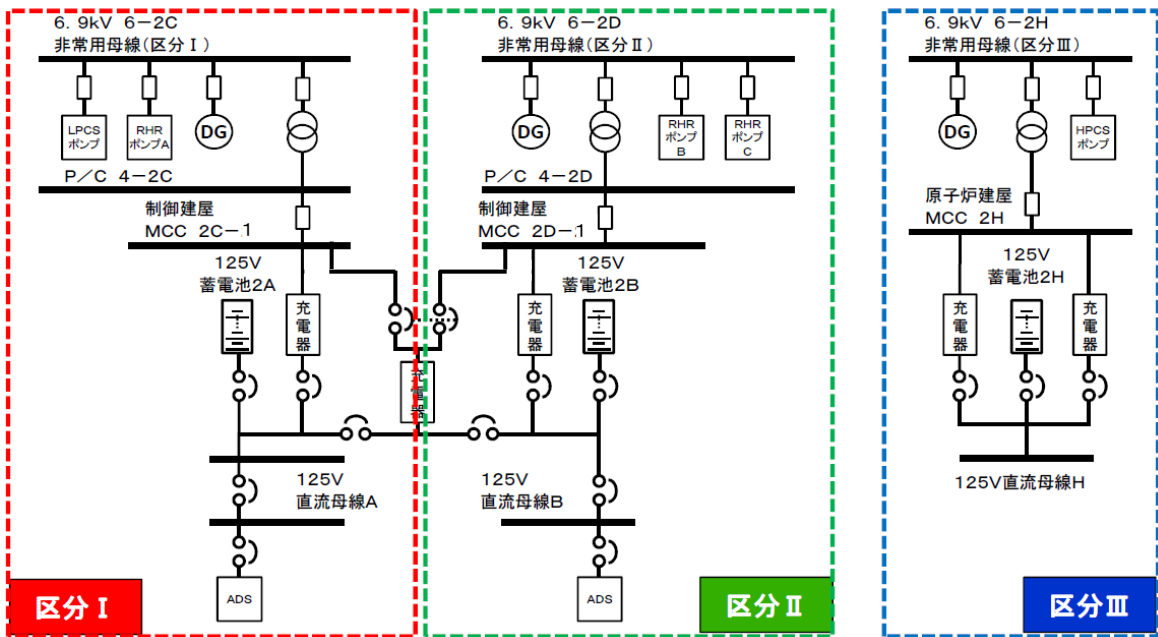 6.9kV 6-2C
非常用母線(区分Ⅰ)
LPCS
ポンプ
RHR
ポンプA
DG
P/C 4-2C
制御建屋
MCC 2C-1
125V
蓄電池2A
充電器
125V
直流母線A
ADS
区分Ⅰ
充電器
6.9kV 6-2D
非常用母線(区分Ⅱ)
DG
RHR
ポンプ
B
RHR
ポンプ
C
P/C 4-2D
制御建屋
MCC 2D-1
125V
蓄電池2B
充電器
125V
直流母線B
ADS
区分Ⅱ
6.9kV 6-2H
非常用母線(区分Ⅲ)
DG
HPCS
ポンプ
原子炉建屋
MCC 2H
125V
蓄電池2H
充電器
充電器
125V直流母線H
区分Ⅲ